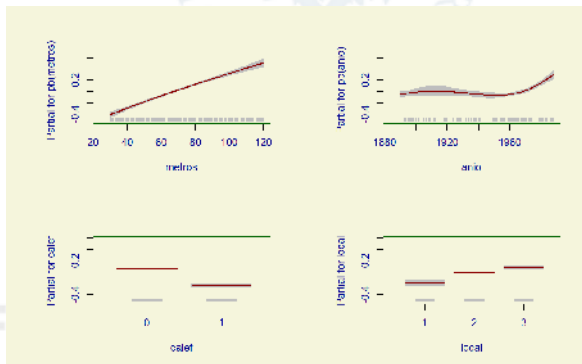 Partial for pb(metros)
0.2
-0.4
20 40 60 80 100 120
metros
Partial for pb(anio)
0.2
-0.4
1880 1920 1960
anio
Partial for calef
0.2
-0.4
0 1
calef
Partial for local
0.2
-0.4
1 2 3
local